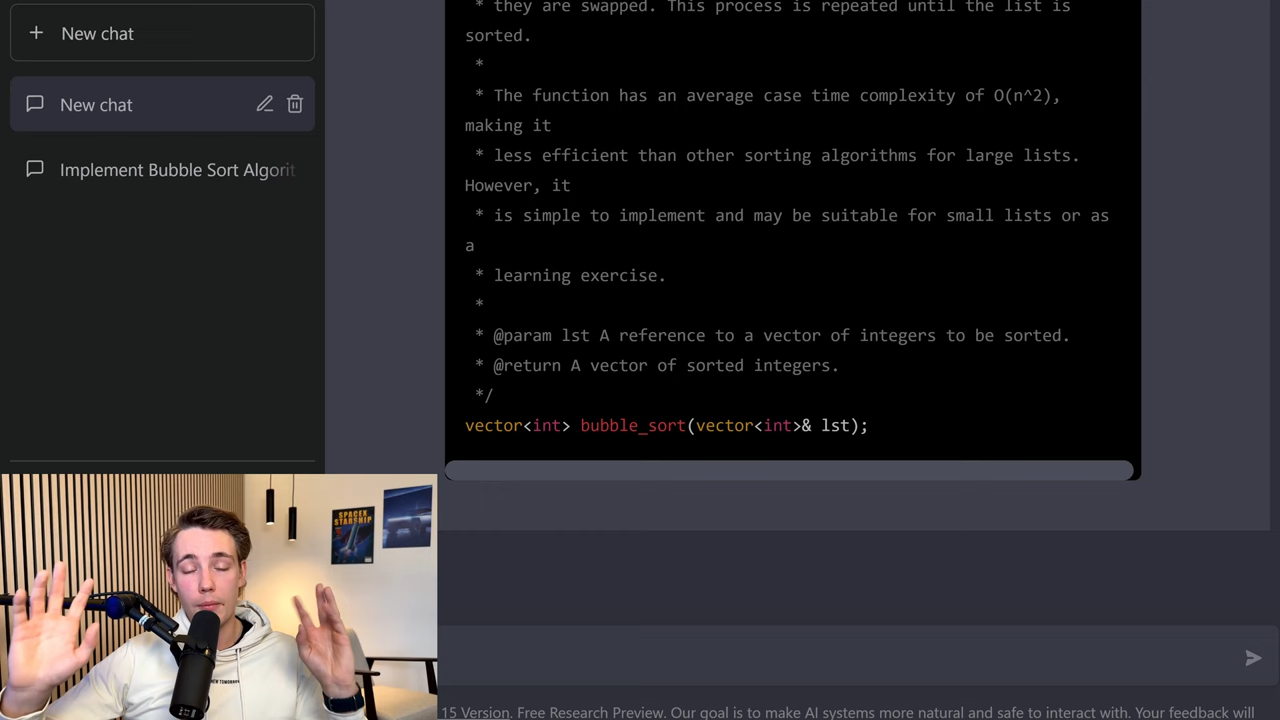 New chat
New chat
Implement Bubble Sort Algorit
* they are swapped. This process is repeated until the list is
sorted.
*
* The function has an average case time complexity of O(n^2),
making it
* less efficient than other sorting algorithms for large lists.
However, it
* is simple to implement and may be suitable for small lists or as
a
* learning exercise.
*
* @param lst A reference to a vector of integers to be sorted.
* @return A vector of sorted integers.
*/
vector<int> bubble_sort(vector<int>& lst);
SPACEX
STARSHIP
15 Version. Free Research Preview. Our goal is to make AI systems more natural and safe to interact with. Your feedback will